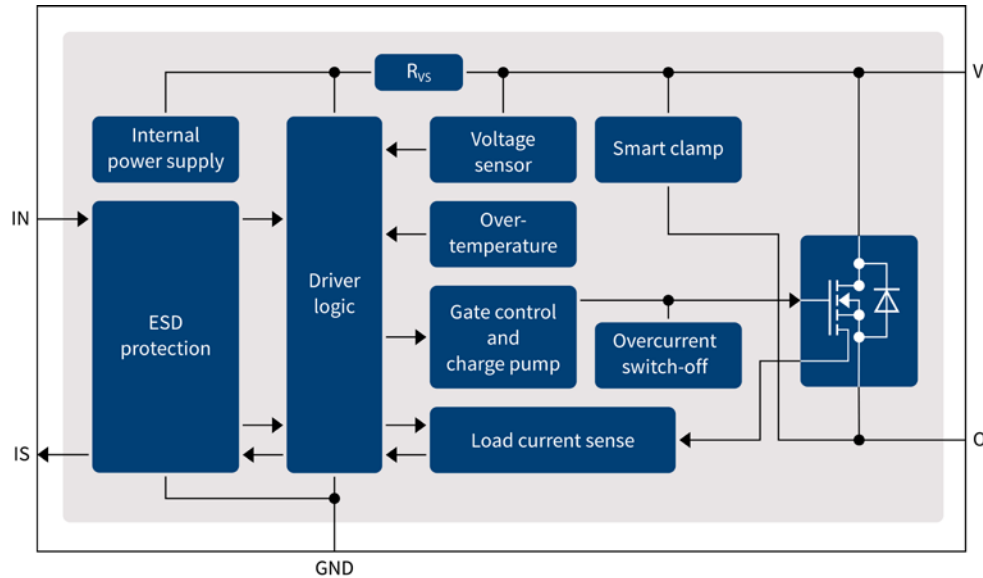 R_VS
V
Internal
power supply
Voltage
sensor
Smart clamp
IN
Over-
temperature
Driver
logic
ESD
protection
Gate control
and
charge pump
Overcurrent
switch-off
IS
Load current sense
GND